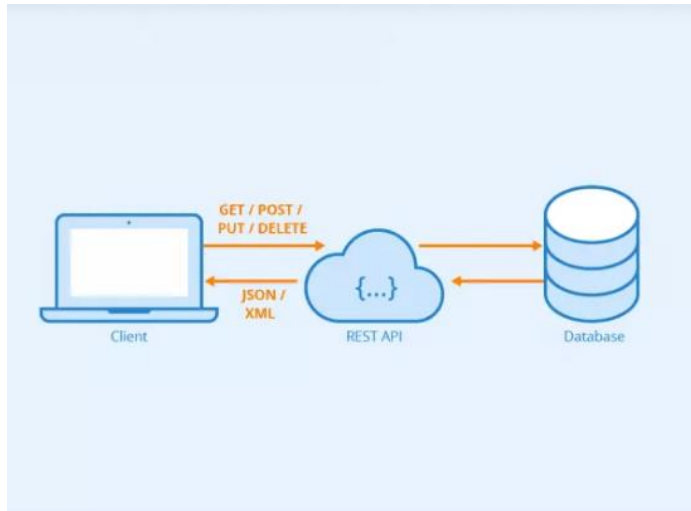 GET / POST /
PUT / DELETE
{...}
JSON /
XML
Client
REST API
Database